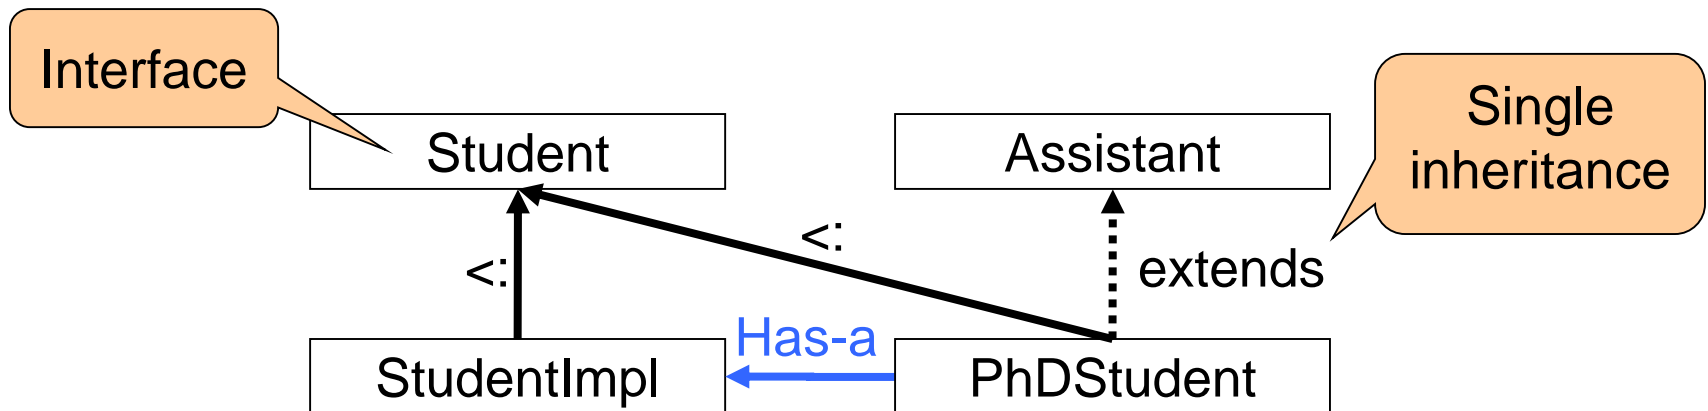 Interface
Single
inheritance
Student
Assistant
<:
<:
extends
Has-a
StudentImpl
PhDStudent